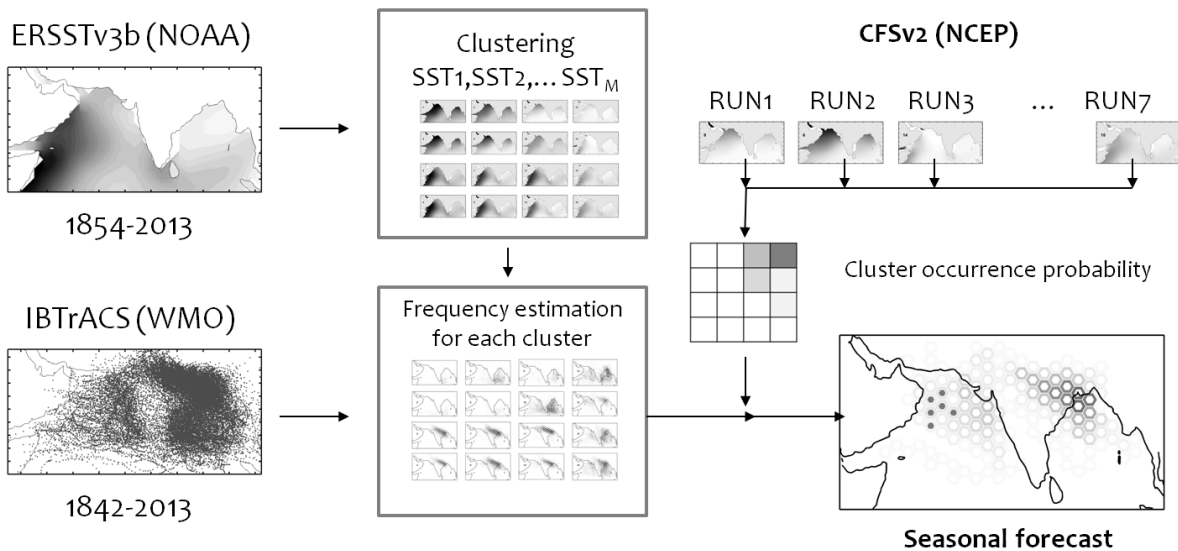 ERSSTv3b (NOAA)
1854-2013
IBTrACS (WMO)
1842-2013
Clustering
SST1,SST2,... SST_M
Frequency estimation
for each cluster
CFSv2 (NCEP)
RUN1 RUN2 RUN3 ... RUN7
Cluster occurrence probability
Seasonal forecast